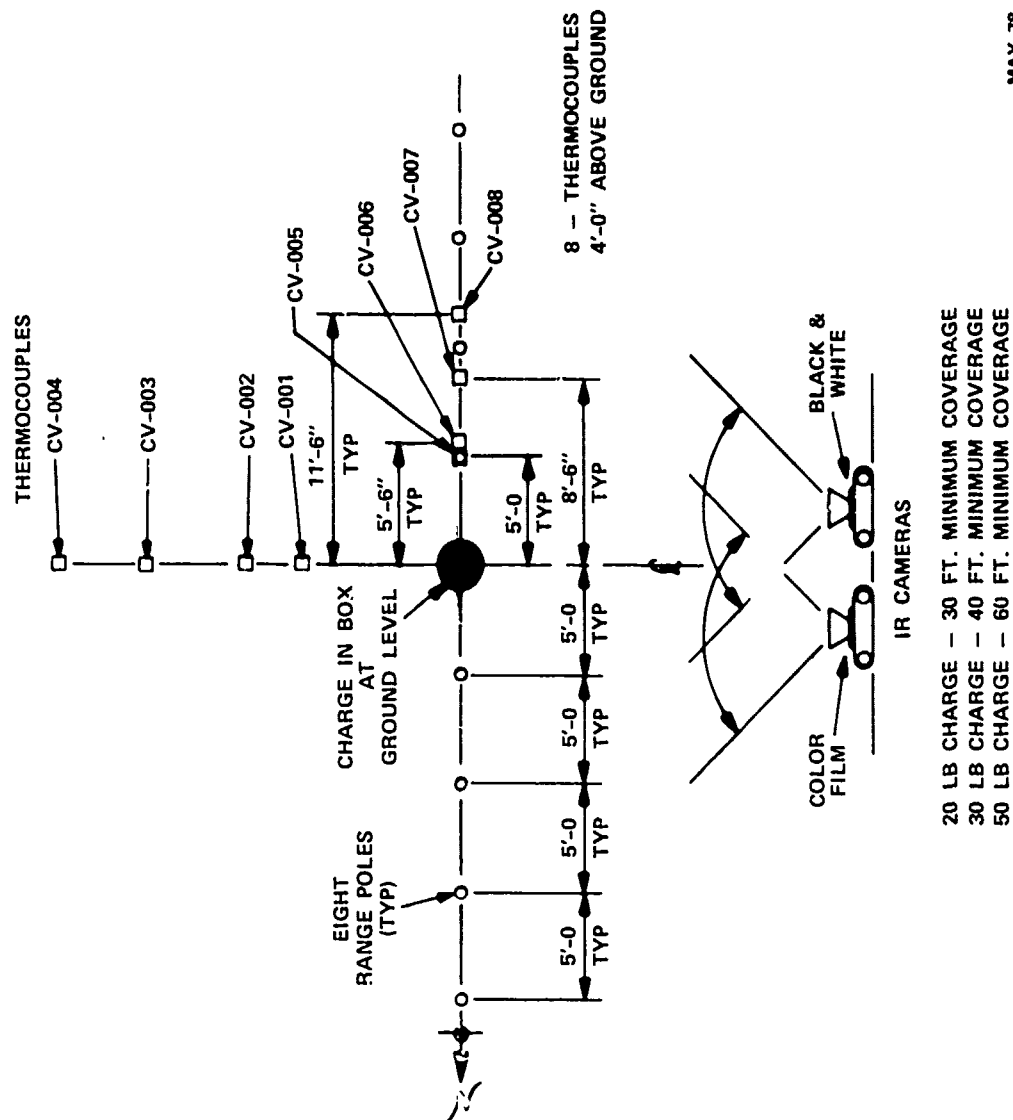 THERMOCOUPLES
CV-004
CV-003
CV-002
CV-001
11'-6"
TYP
CV-005
CV-006
CV-007
CV-008
8 – THERMOCOUPLES
4'-0" ABOVE GROUND
5'-6"
TYP
5'-0
TYP
8'-6"
TYP
CHARGE IN BOX
AT
GROUND LEVEL
EIGHT
RANGE POLES
(TYP)
5'-0
TYP
5'-0
TYP
5'-0
TYP
5'-0
TYP
N
COLOR
FILM
BLACK &
WHITE
IR CAMERAS
20 LB CHARGE – 30 FT. MINIMUM COVERAGE
30 LB CHARGE – 40 FT. MINIMUM COVERAGE
50 LB CHARGE – 60 FT. MINIMUM COVERAGE